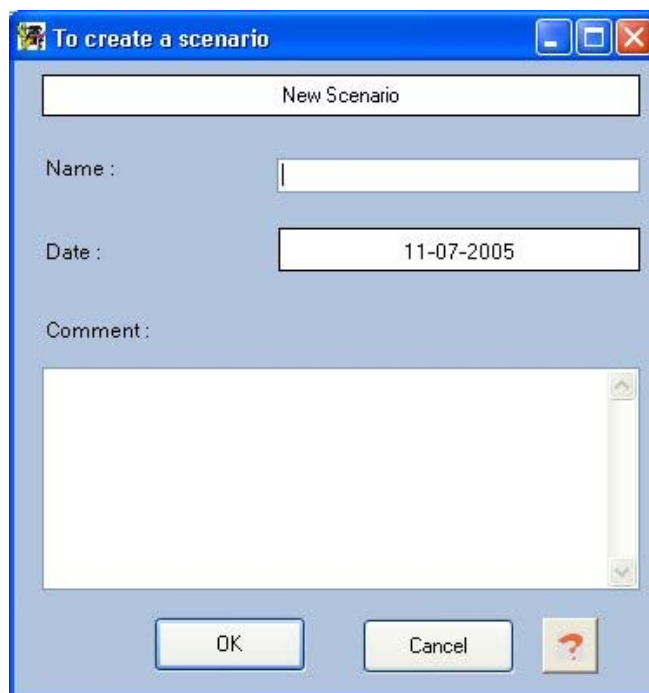 To create a scenario
New Scenario
Name :
Date :
11-07-2005
Comment :
OK
Cancel
?